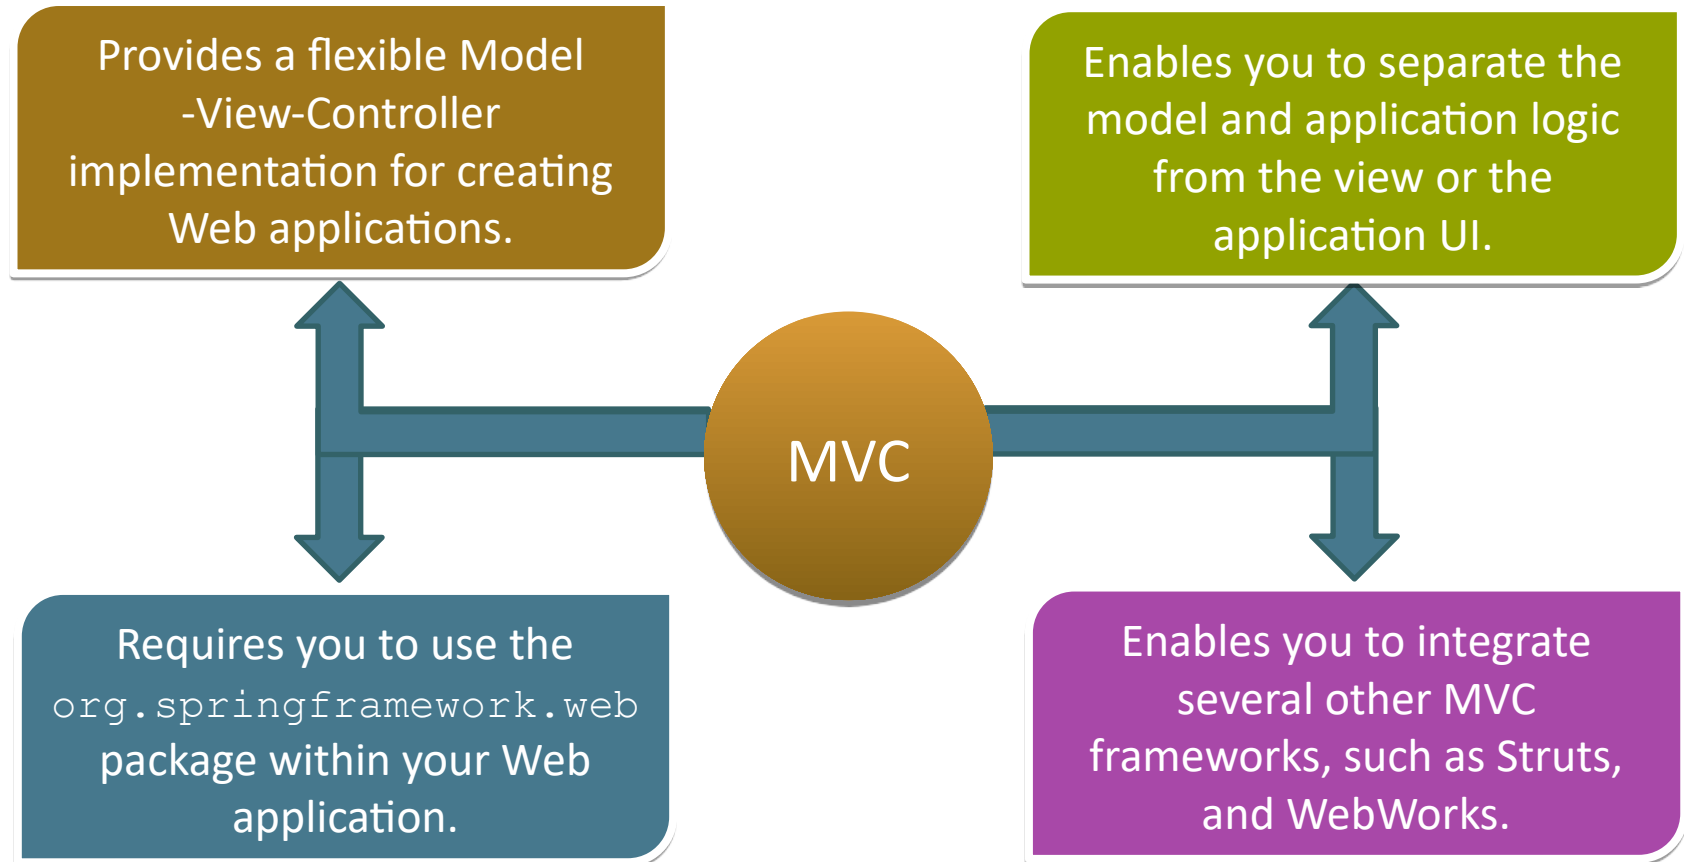 Provides a flexible Model
-View-Controller
implementation for creating
Web applications.
Enables you to separate the
model and application logic
from the view or the
application UI.
MVC
Requires you to use the
org.springframework.web
package within your Web
application.
Enables you to integrate
several other MVC
frameworks, such as Struts,
and WebWorks.